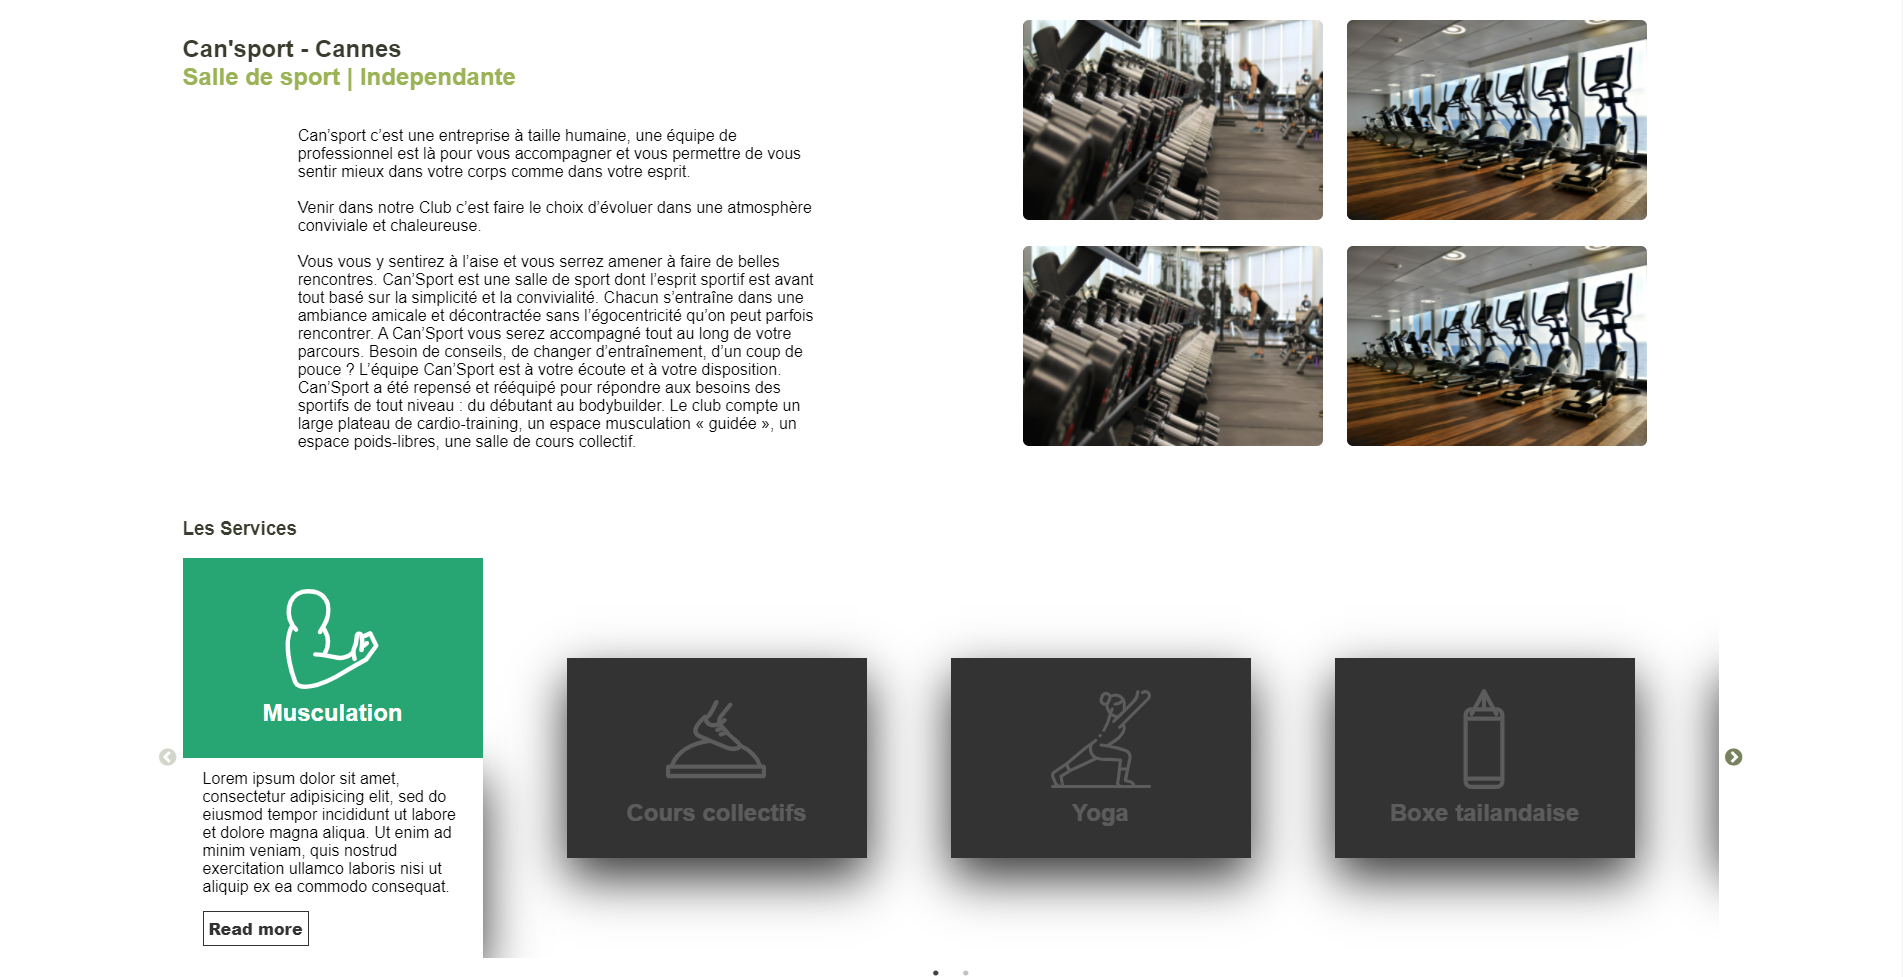 Can'sport - Cannes
Salle de sport | Independante
Can’sport c’est une entreprise à taille humaine, une équipe de
professionnel est là pour vous accompagner et vous permettre de vous
sentir mieux dans votre corps comme dans votre esprit.
Venir dans notre Club c’est faire le choix d’évoluer dans une atmosphère
conviviale et chaleureuse.
Vous vous y sentirez à l’aise et vous serrez amener à faire de belles
rencontres. Can’Sport est une salle de sport dont l’esprit sportif est avant
tout basé sur la simplicité et la convivialité. Chacun s’entraîne dans une
ambiance amicale et décontractée sans l’égocentricité qu’on peut parfois
rencontrer. A Can’Sport vous serez accompagné tout au long de votre
parcours. Besoin de conseils, de changer d’entraînement, d’un coup de
pouce ? L’équipe Can’Sport est à votre écoute et à votre disposition.
Can’Sport a été repensé et rééquipé pour répondre aux besoins des
sportifs de tout niveau : du débutant au bodybuilder. Le club compte un
large plateau de cardio-training, un espace musculation « guidée », un
espace poids-libres, une salle de cours collectif.
Les Services
Musculation
Lorem ipsum dolor sit amet,
consectetur adipisicing elit, sed do
eiusmod tempor incididunt ut labore
et dolore magna aliqua. Ut enim ad
minim veniam, quis nostrud
exercitation ullamco laboris nisi ut
aliquip ex ea commodo consequat.
Read more
Cours collectifs
Yoga
Boxe tailandaise